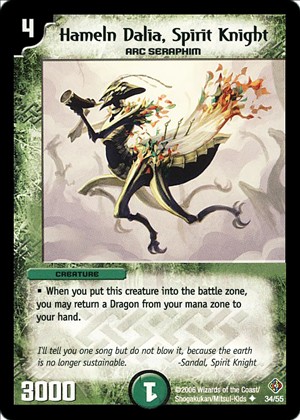 4
Hameln Dalia, Spirit Knight
ARC SERAPHIM
CREATURE
▪ When you put this creature into the battle zone,
you may return a Dragon from your mana zone to
your hand.
I'll tell you one song but do not blow it, because the earth
is no longer sustainable. -Sandal, Spirit Knight
3000
1
©2006 Wizards of the Coast/
Shogakukan/Mitsui-Kids ♦ 34/55